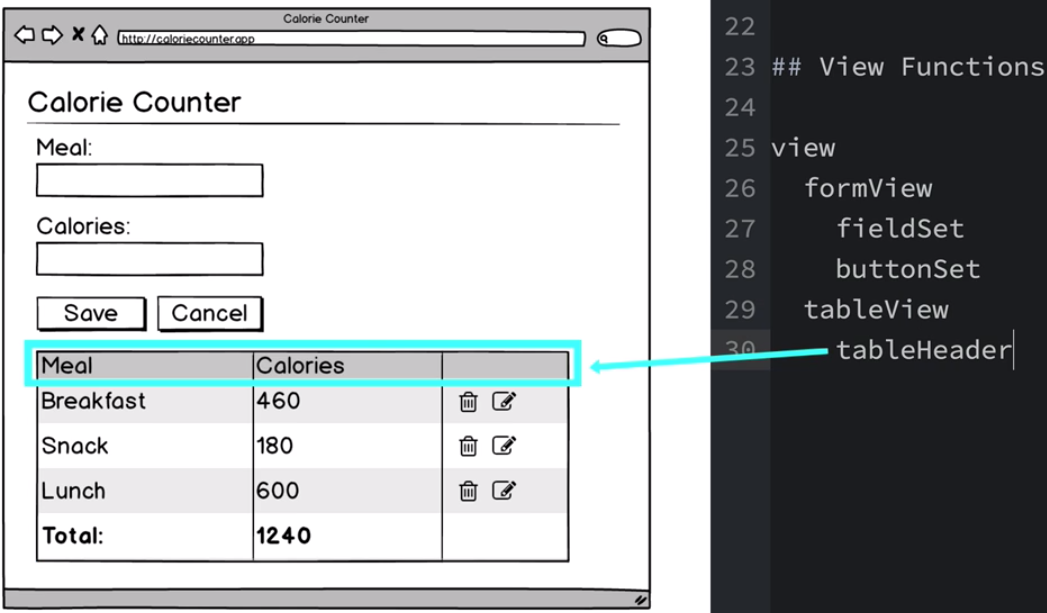 Calorie Counter
http://caloriecounter.app
Calorie Counter
Meal:
Calories:
Save Cancel
Meal Calories
Breakfast 460
Snack 180
Lunch 600
Total: 1240
22
23 ## View Functions
24
25 view
26 formView
27 fieldSet
28 buttonSet
29 tableView
30 tableHeader